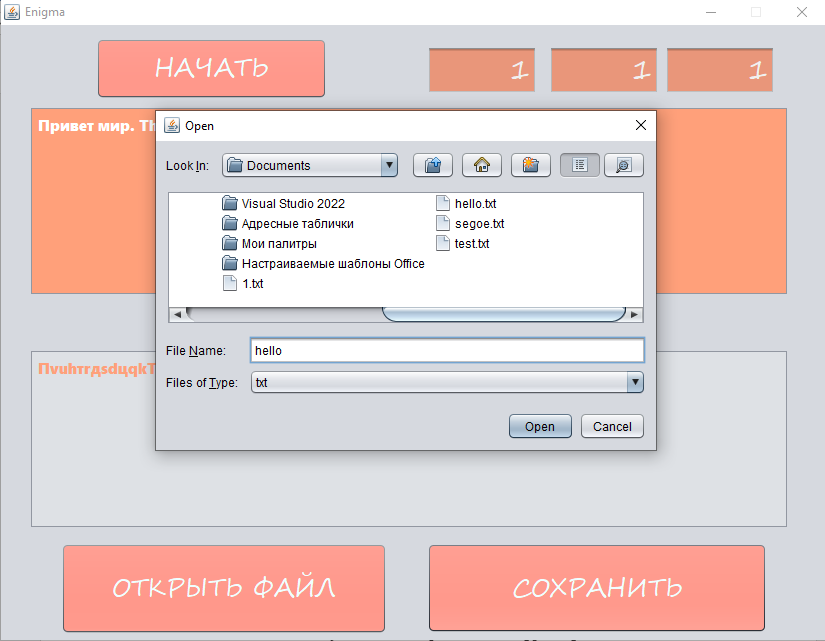 Enigma
НАЧАТЬ
1 1 1
Привет мир. Th
Open
Look In: Documents
Visual Studio 2022
Адресные таблички
Мои палитры
Настраиваемые шаблоны Office
1.txt
hello.txt
segoe.txt
test.txt
File Name: hello
Files of Type: txt
Open Cancel
ОТКРЫТЬ ФАЙЛ
СОХРАНИТЬ